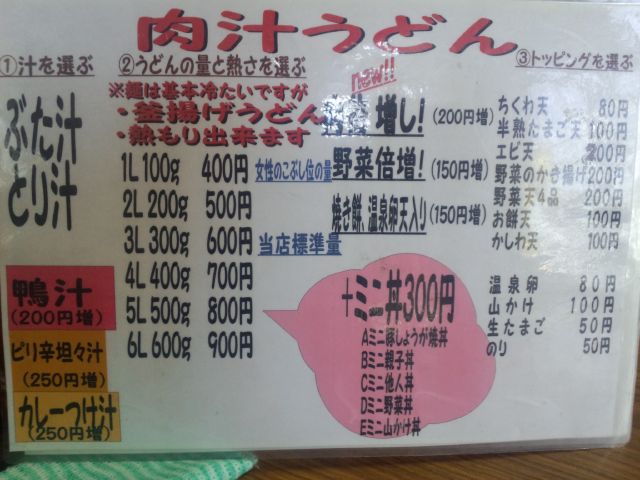 肉汁うどん
①汁を選ぶ
ぶた汁
とり汁
鴨汁
(200円増)
ピリ辛坦々汁
(250円増)
カレーつけ汁
(250円増)
②うどんの量と熱さを選ぶ
※麺は基本冷たいですが
・釜揚げうどん
・熱もり出来ます
1L 100g 400円 女性のこぶし位の量
2L 200g 500円
3L 300g 600円 当店標準量
4L 400g 700円
5L 500g 800円
6L 600g 900円
new!!
増し! (200円増)
野菜倍増! (150円増)
焼き餅、温泉卵天入り (150円増)
+ミニ丼300円
Aミニ豚しょうが焼丼
Bミニ親子丼
Cミニ他人丼
Dミニ野菜丼
Eミニ山かけ丼
③トッピングを選ぶ
ちくわ天 80円
半熟たまご天 100円
エビ天 200円
野菜のかき揚げ 200円
野菜天4品 200円
お餅天 100円
かしわ天 100円
温泉卵 80円
山かけ 100円
生たまご 50円
のり 50円